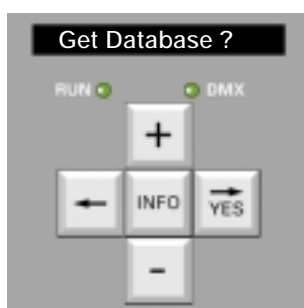 Get Database ?
RUN DMX
+
← INFO → YES
-